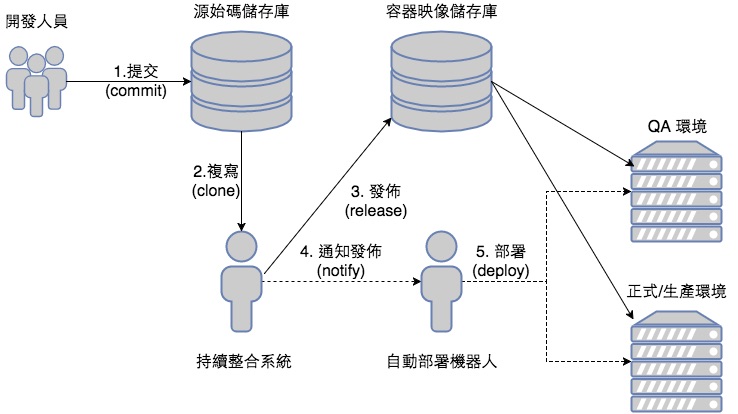 開發人員
源始碼儲存庫
容器映像儲存庫
1.提交
(commit)
QA 環境
2.複寫
(clone)
3. 發佈
(release)
4. 通知發佈
(notify)
5. 部署
(deploy)
正式/生產環境
持續整合系統
自動部署機器人